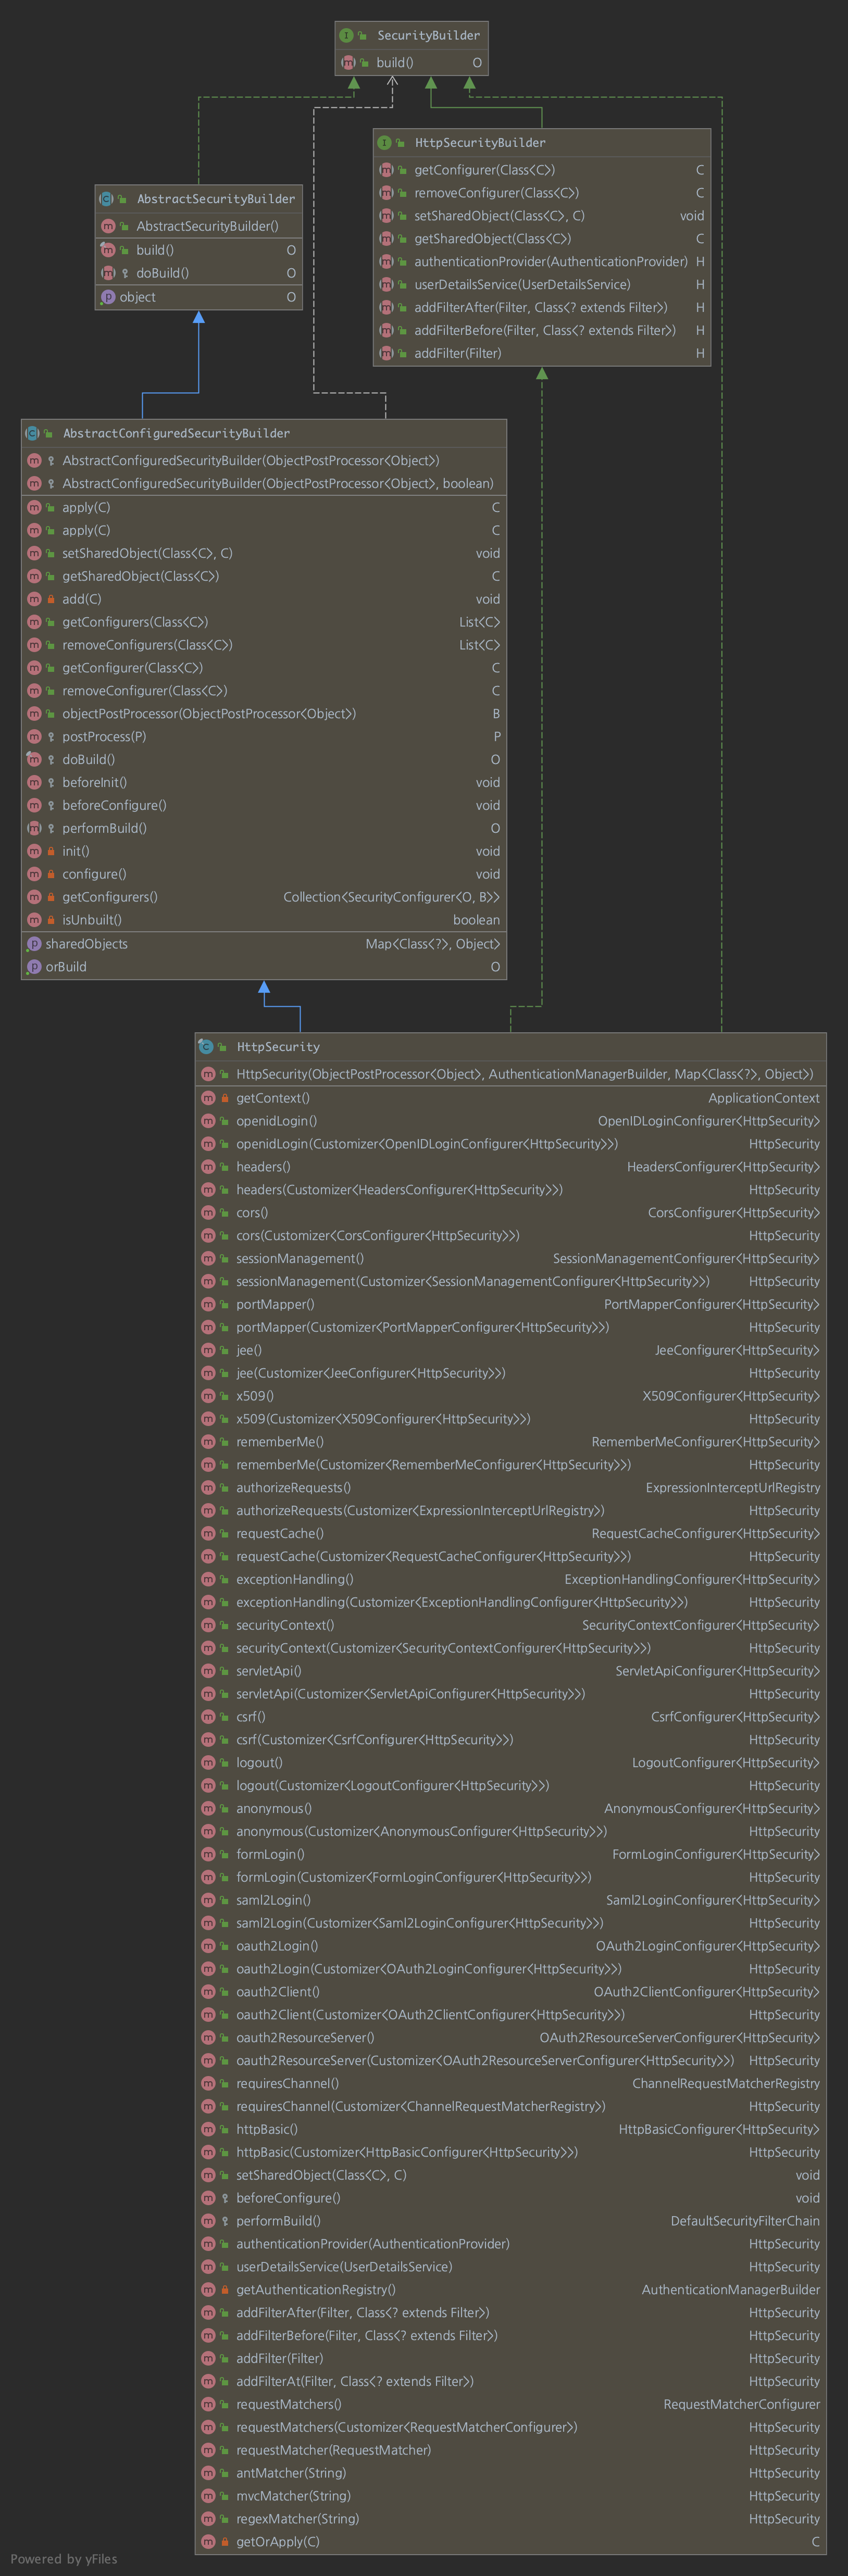 SecurityBuilder
build() O
HttpSecurityBuilder
getConfigurer(Class<C>) C
removeConfigurer(Class<C>) C
setSharedObject(Class<C>, C) void
getSharedObject(Class<C>) C
authenticationProvider(AuthenticationProvider) H
userDetailsService(UserDetailsService) H
addFilterAfter(Filter, Class<? extends Filter>) H
addFilterBefore(Filter, Class<? extends Filter>) H
addFilter(Filter) H
AbstractSecurityBuilder
AbstractSecurityBuilder()
build() O
doBuild() O
object O
AbstractConfiguredSecurityBuilder
AbstractConfiguredSecurityBuilder(ObjectPostProcessor<Object>)
AbstractConfiguredSecurityBuilder(ObjectPostProcessor<Object>, boolean)
apply(C) C
apply(C) C
setSharedObject(Class<C>, C) void
getSharedObject(Class<C>) C
add(C) void
getConfigurers(Class<C>) List<C>
removeConfigurers(Class<C>) List<C>
getConfigurer(Class<C>) C
removeConfigurer(Class<C>) C
objectPostProcessor(ObjectPostProcessor<Object>) B
postProcess(P) P
doBuild() O
beforeInit() void
beforeConfigure() void
performBuild() O
init() void
configure() void
getConfigurers() Collection<SecurityConfigurer<O, B>>
isUnbuilt() boolean
sharedObjects Map<Class<?>, Object>
orBuild O
HttpSecurity
HttpSecurity(ObjectPostProcessor<Object>, AuthenticationManagerBuilder, Map<Class<?>, Object>)
getContext() ApplicationContext
openidLogin() OpenIDLoginConfigurer<HttpSecurity>
openidLogin(Customizer<OpenIDLoginConfigurer<HttpSecurity>>) HttpSecurity
headers() HeadersConfigurer<HttpSecurity>
headers(Customizer<HeadersConfigurer<HttpSecurity>>) HttpSecurity
cors() CorsConfigurer<HttpSecurity>
cors(Customizer<CorsConfigurer<HttpSecurity>>) HttpSecurity
sessionManagement() SessionManagementConfigurer<HttpSecurity>
sessionManagement(Customizer<SessionManagementConfigurer<HttpSecurity>>) HttpSecurity
portMapper() PortMapperConfigurer<HttpSecurity>
portMapper(Customizer<PortMapperConfigurer<HttpSecurity>>) HttpSecurity
jee() JeeConfigurer<HttpSecurity>
jee(Customizer<JeeConfigurer<HttpSecurity>>) HttpSecurity
x509() X509Configurer<HttpSecurity>
x509(Customizer<X509Configurer<HttpSecurity>>) HttpSecurity
rememberMe() RememberMeConfigurer<HttpSecurity>
rememberMe(Customizer<RememberMeConfigurer<HttpSecurity>>) HttpSecurity
authorizeRequests() ExpressionInterceptUrlRegistry
authorizeRequests(Customizer<ExpressionInterceptUrlRegistry>) HttpSecurity
requestCache() RequestCacheConfigurer<HttpSecurity>
requestCache(Customizer<RequestCacheConfigurer<HttpSecurity>>) HttpSecurity
exceptionHandling() ExceptionHandlingConfigurer<HttpSecurity>
exceptionHandling(Customizer<ExceptionHandlingConfigurer<HttpSecurity>>) HttpSecurity
securityContext() SecurityContextConfigurer<HttpSecurity>
securityContext(Customizer<SecurityContextConfigurer<HttpSecurity>>) HttpSecurity
servletApi() ServletApiConfigurer<HttpSecurity>
servletApi(Customizer<ServletApiConfigurer<HttpSecurity>>) HttpSecurity
csrf() CsrfConfigurer<HttpSecurity>
csrf(Customizer<CsrfConfigurer<HttpSecurity>>) HttpSecurity
logout() LogoutConfigurer<HttpSecurity>
logout(Customizer<LogoutConfigurer<HttpSecurity>>) HttpSecurity
anonymous() AnonymousConfigurer<HttpSecurity>
anonymous(Customizer<AnonymousConfigurer<HttpSecurity>>) HttpSecurity
formLogin() FormLoginConfigurer<HttpSecurity>
formLogin(Customizer<FormLoginConfigurer<HttpSecurity>>) HttpSecurity
saml2Login() Saml2LoginConfigurer<HttpSecurity>
saml2Login(Customizer<Saml2LoginConfigurer<HttpSecurity>>) HttpSecurity
oauth2Login() OAuth2LoginConfigurer<HttpSecurity>
oauth2Login(Customizer<OAuth2LoginConfigurer<HttpSecurity>>) HttpSecurity
oauth2Client() OAuth2ClientConfigurer<HttpSecurity>
oauth2Client(Customizer<OAuth2ClientConfigurer<HttpSecurity>>) HttpSecurity
oauth2ResourceServer() OAuth2ResourceServerConfigurer<HttpSecurity>
oauth2ResourceServer(Customizer<OAuth2ResourceServerConfigurer<HttpSecurity>>) HttpSecurity
requiresChannel() ChannelRequestMatcherRegistry
requiresChannel(Customizer<ChannelRequestMatcherRegistry>) HttpSecurity
httpBasic() HttpBasicConfigurer<HttpSecurity>
httpBasic(Customizer<HttpBasicConfigurer<HttpSecurity>>) HttpSecurity
setSharedObject(Class<C>, C) void
beforeConfigure() void
performBuild() DefaultSecurityFilterChain
authenticationProvider(AuthenticationProvider) HttpSecurity
userDetailsService(UserDetailsService) HttpSecurity
getAuthenticationRegistry() AuthenticationManagerBuilder
addFilterAfter(Filter, Class<? extends Filter>) HttpSecurity
addFilterBefore(Filter, Class<? extends Filter>) HttpSecurity
addFilter(Filter) HttpSecurity
addFilterAt(Filter, Class<? extends Filter>) HttpSecurity
requestMatchers() RequestMatcherConfigurer
requestMatchers(Customizer<RequestMatcherConfigurer>) HttpSecurity
requestMatcher(RequestMatcher) HttpSecurity
antMatcher(String) HttpSecurity
mvcMatcher(String) HttpSecurity
regexMatcher(String) HttpSecurity
getOrApply(C) C
Powered by yFiles